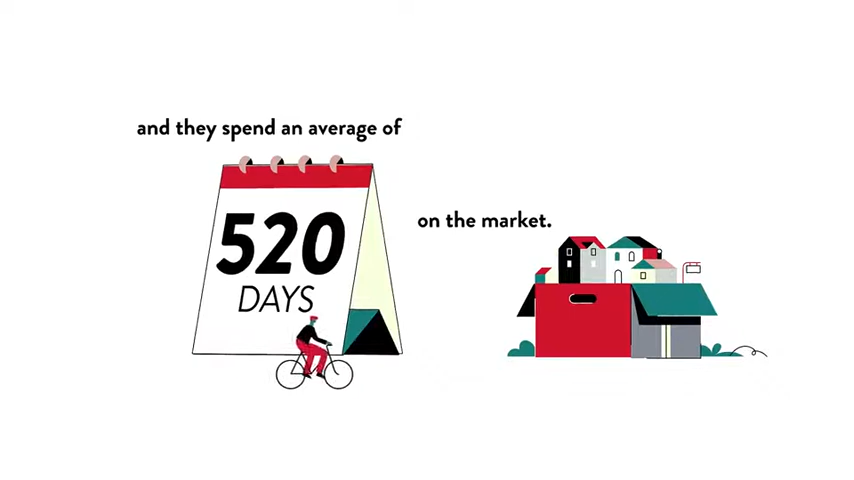 and they spend an average of
520
DAYS
on the market.